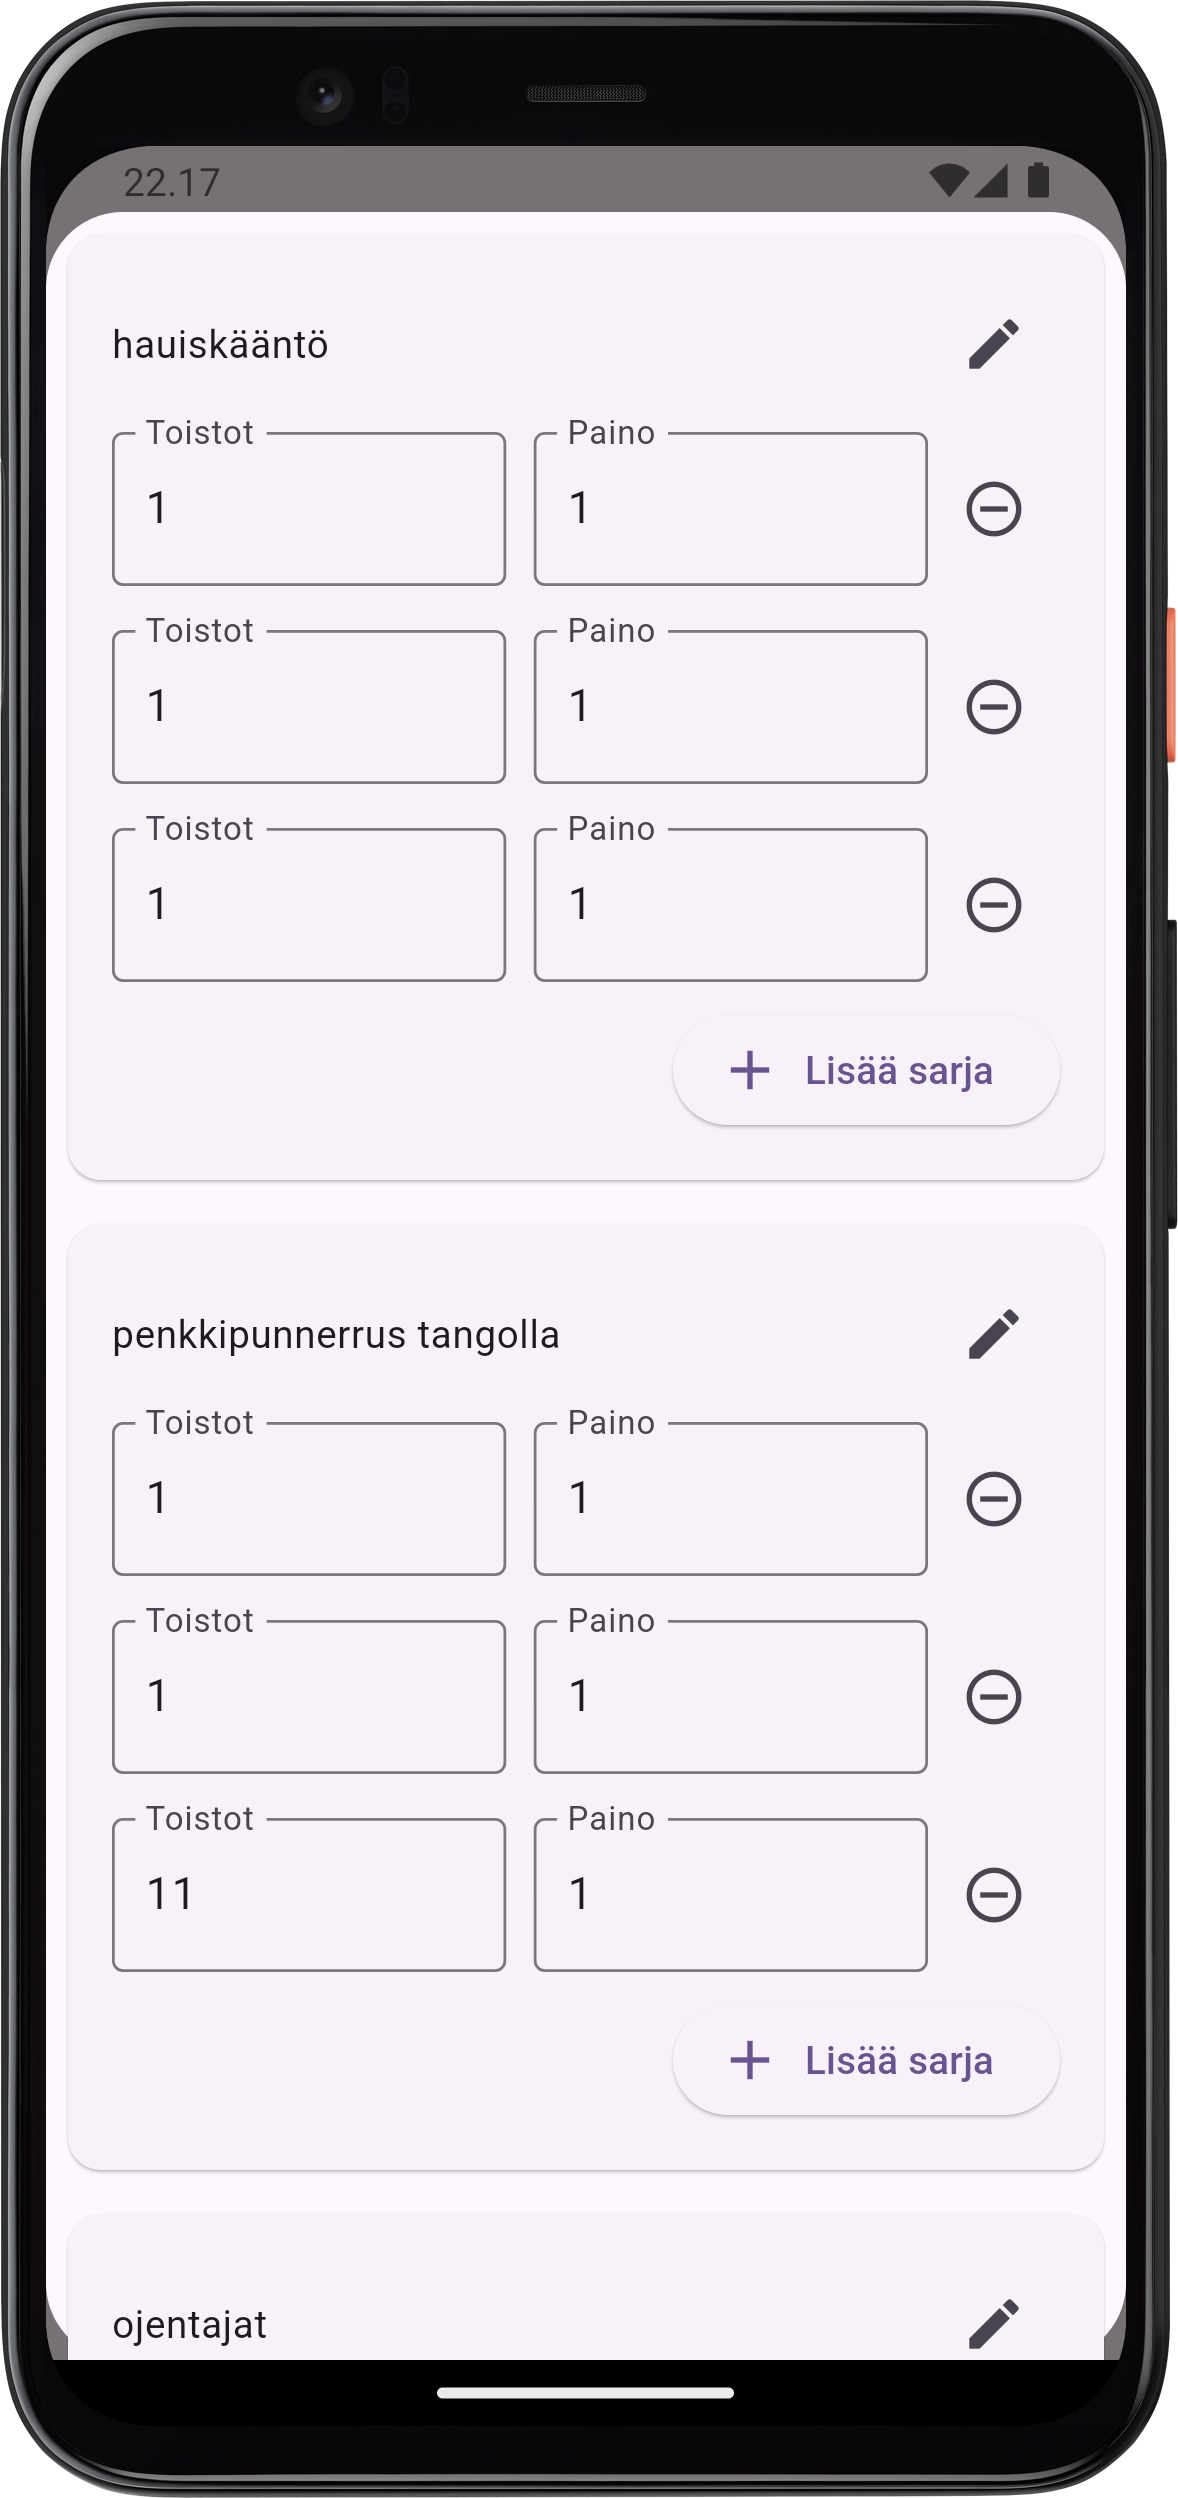 22.17
hauiskääntö
Toistot Paino
1 1
Toistot Paino
1 1
Toistot Paino
1 1
Lisää sarja
penkkipunnerrus tangolla
Toistot Paino
1 1
Toistot Paino
1 1
Toistot Paino
11 1
Lisää sarja
ojentajat